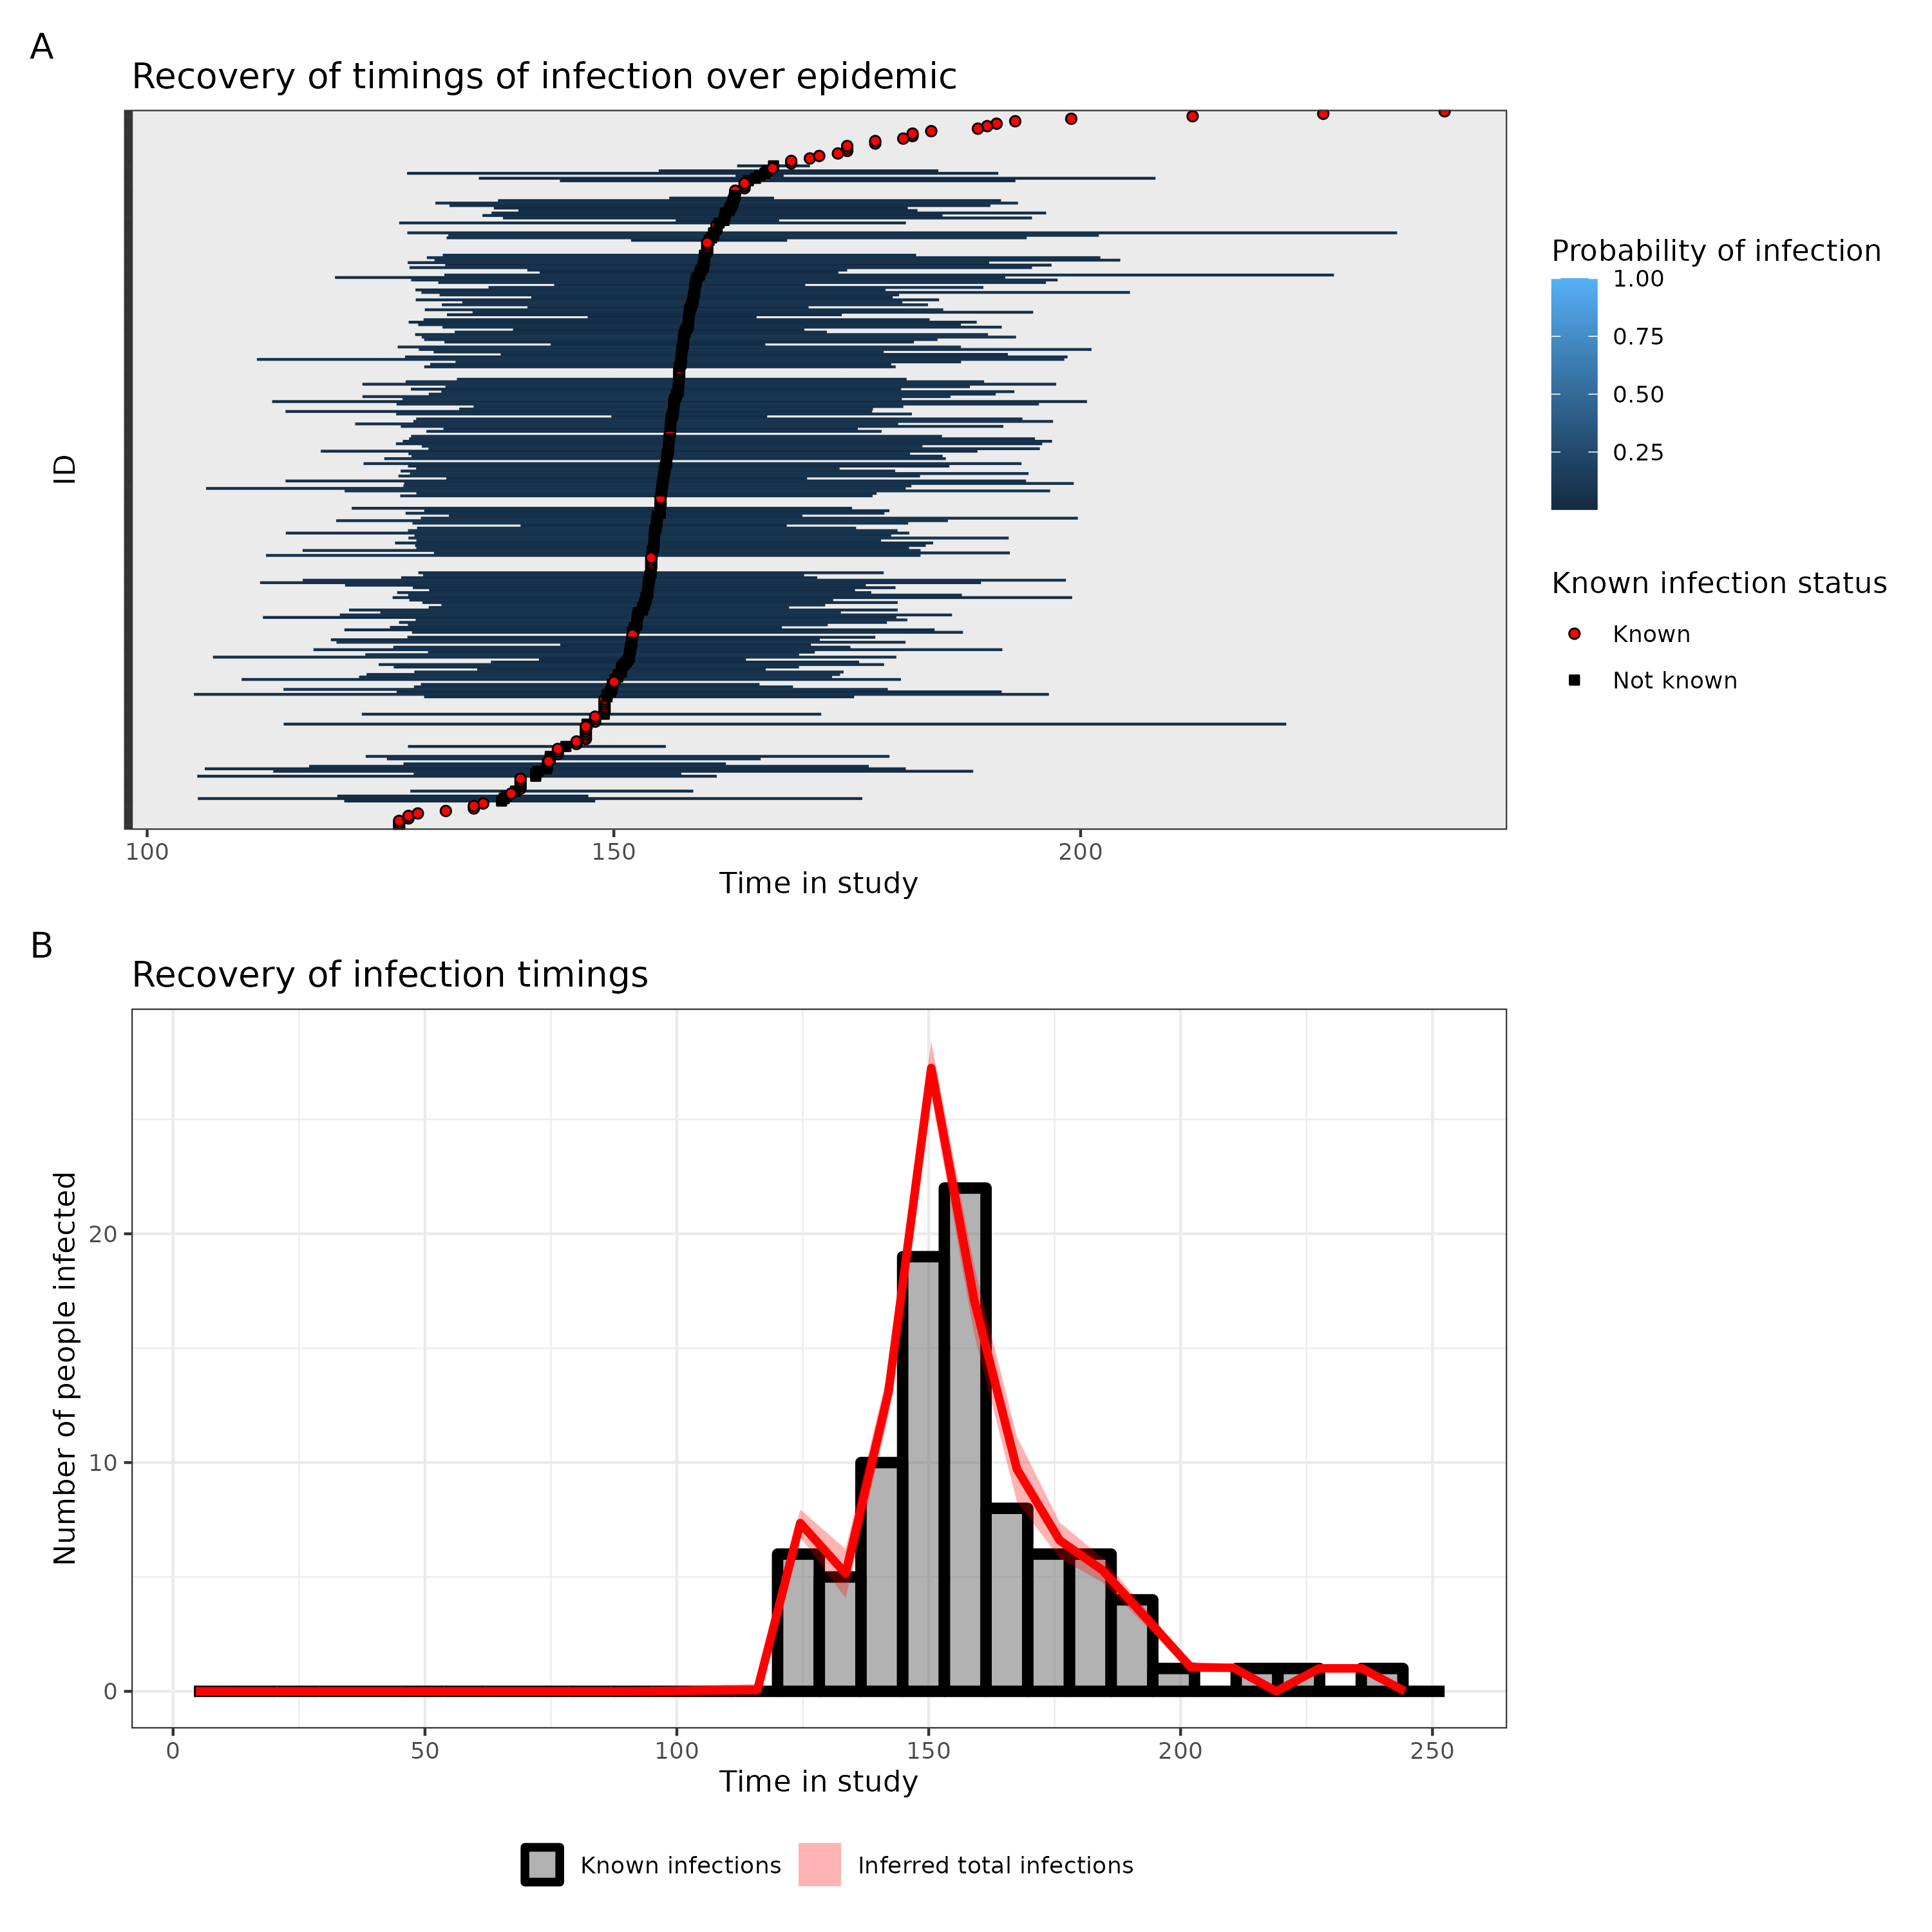 A
Recovery of timings of infection over epidemic
ID
100 150 200
Time in study
Probability of infection
1.00
0.75
0.50
0.25
Known infection status
Known
Not known
B
Recovery of infection timings
Number of people infected
20
10
0
0 50 100 150 200 250
Time in study
Known infections Inferred total infections